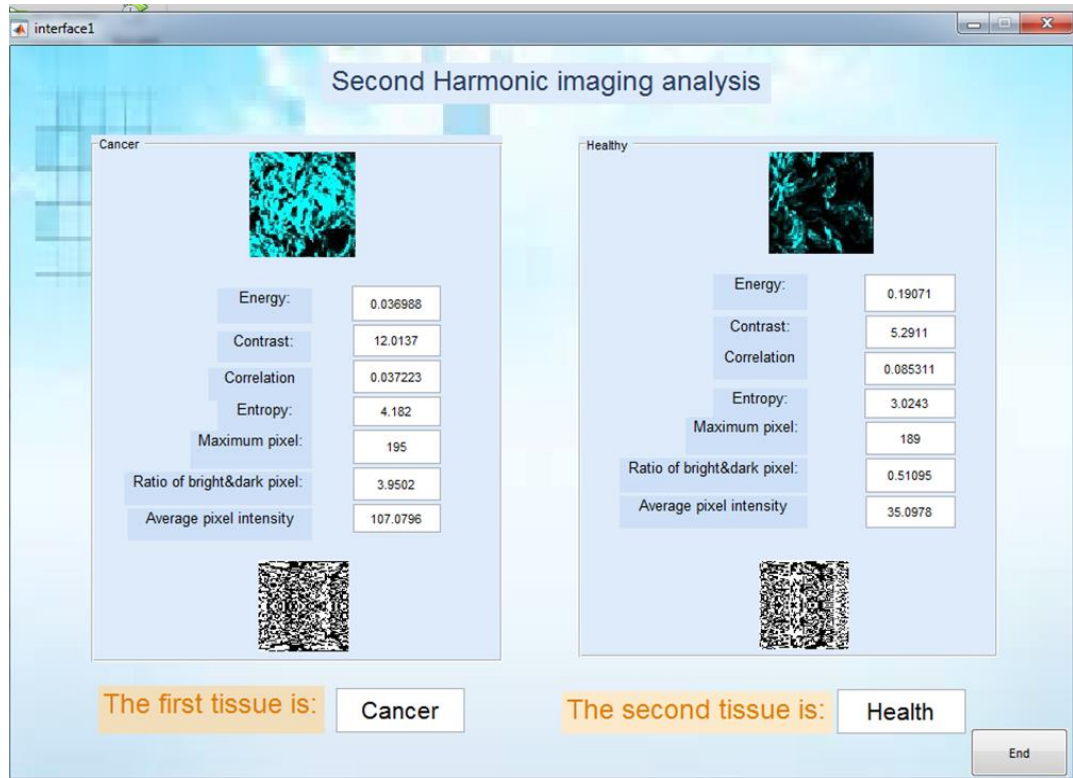 interface1
Second Harmonic imaging analysis
Cancer
Energy: 0.036988
Contrast: 12.0137
Correlation 0.037223
Entropy: 4.182
Maximum pixel: 195
Ratio of bright&dark pixel: 3.9502
Average pixel intensity 107.0796
Healthy
Energy: 0.19071
Contrast: 5.2911
Correlation 0.085311
Entropy: 3.0243
Maximum pixel: 189
Ratio of bright&dark pixel: 0.51095
Average pixel intensity 35.0978
The first tissue is: Cancer
The second tissue is: Health
End